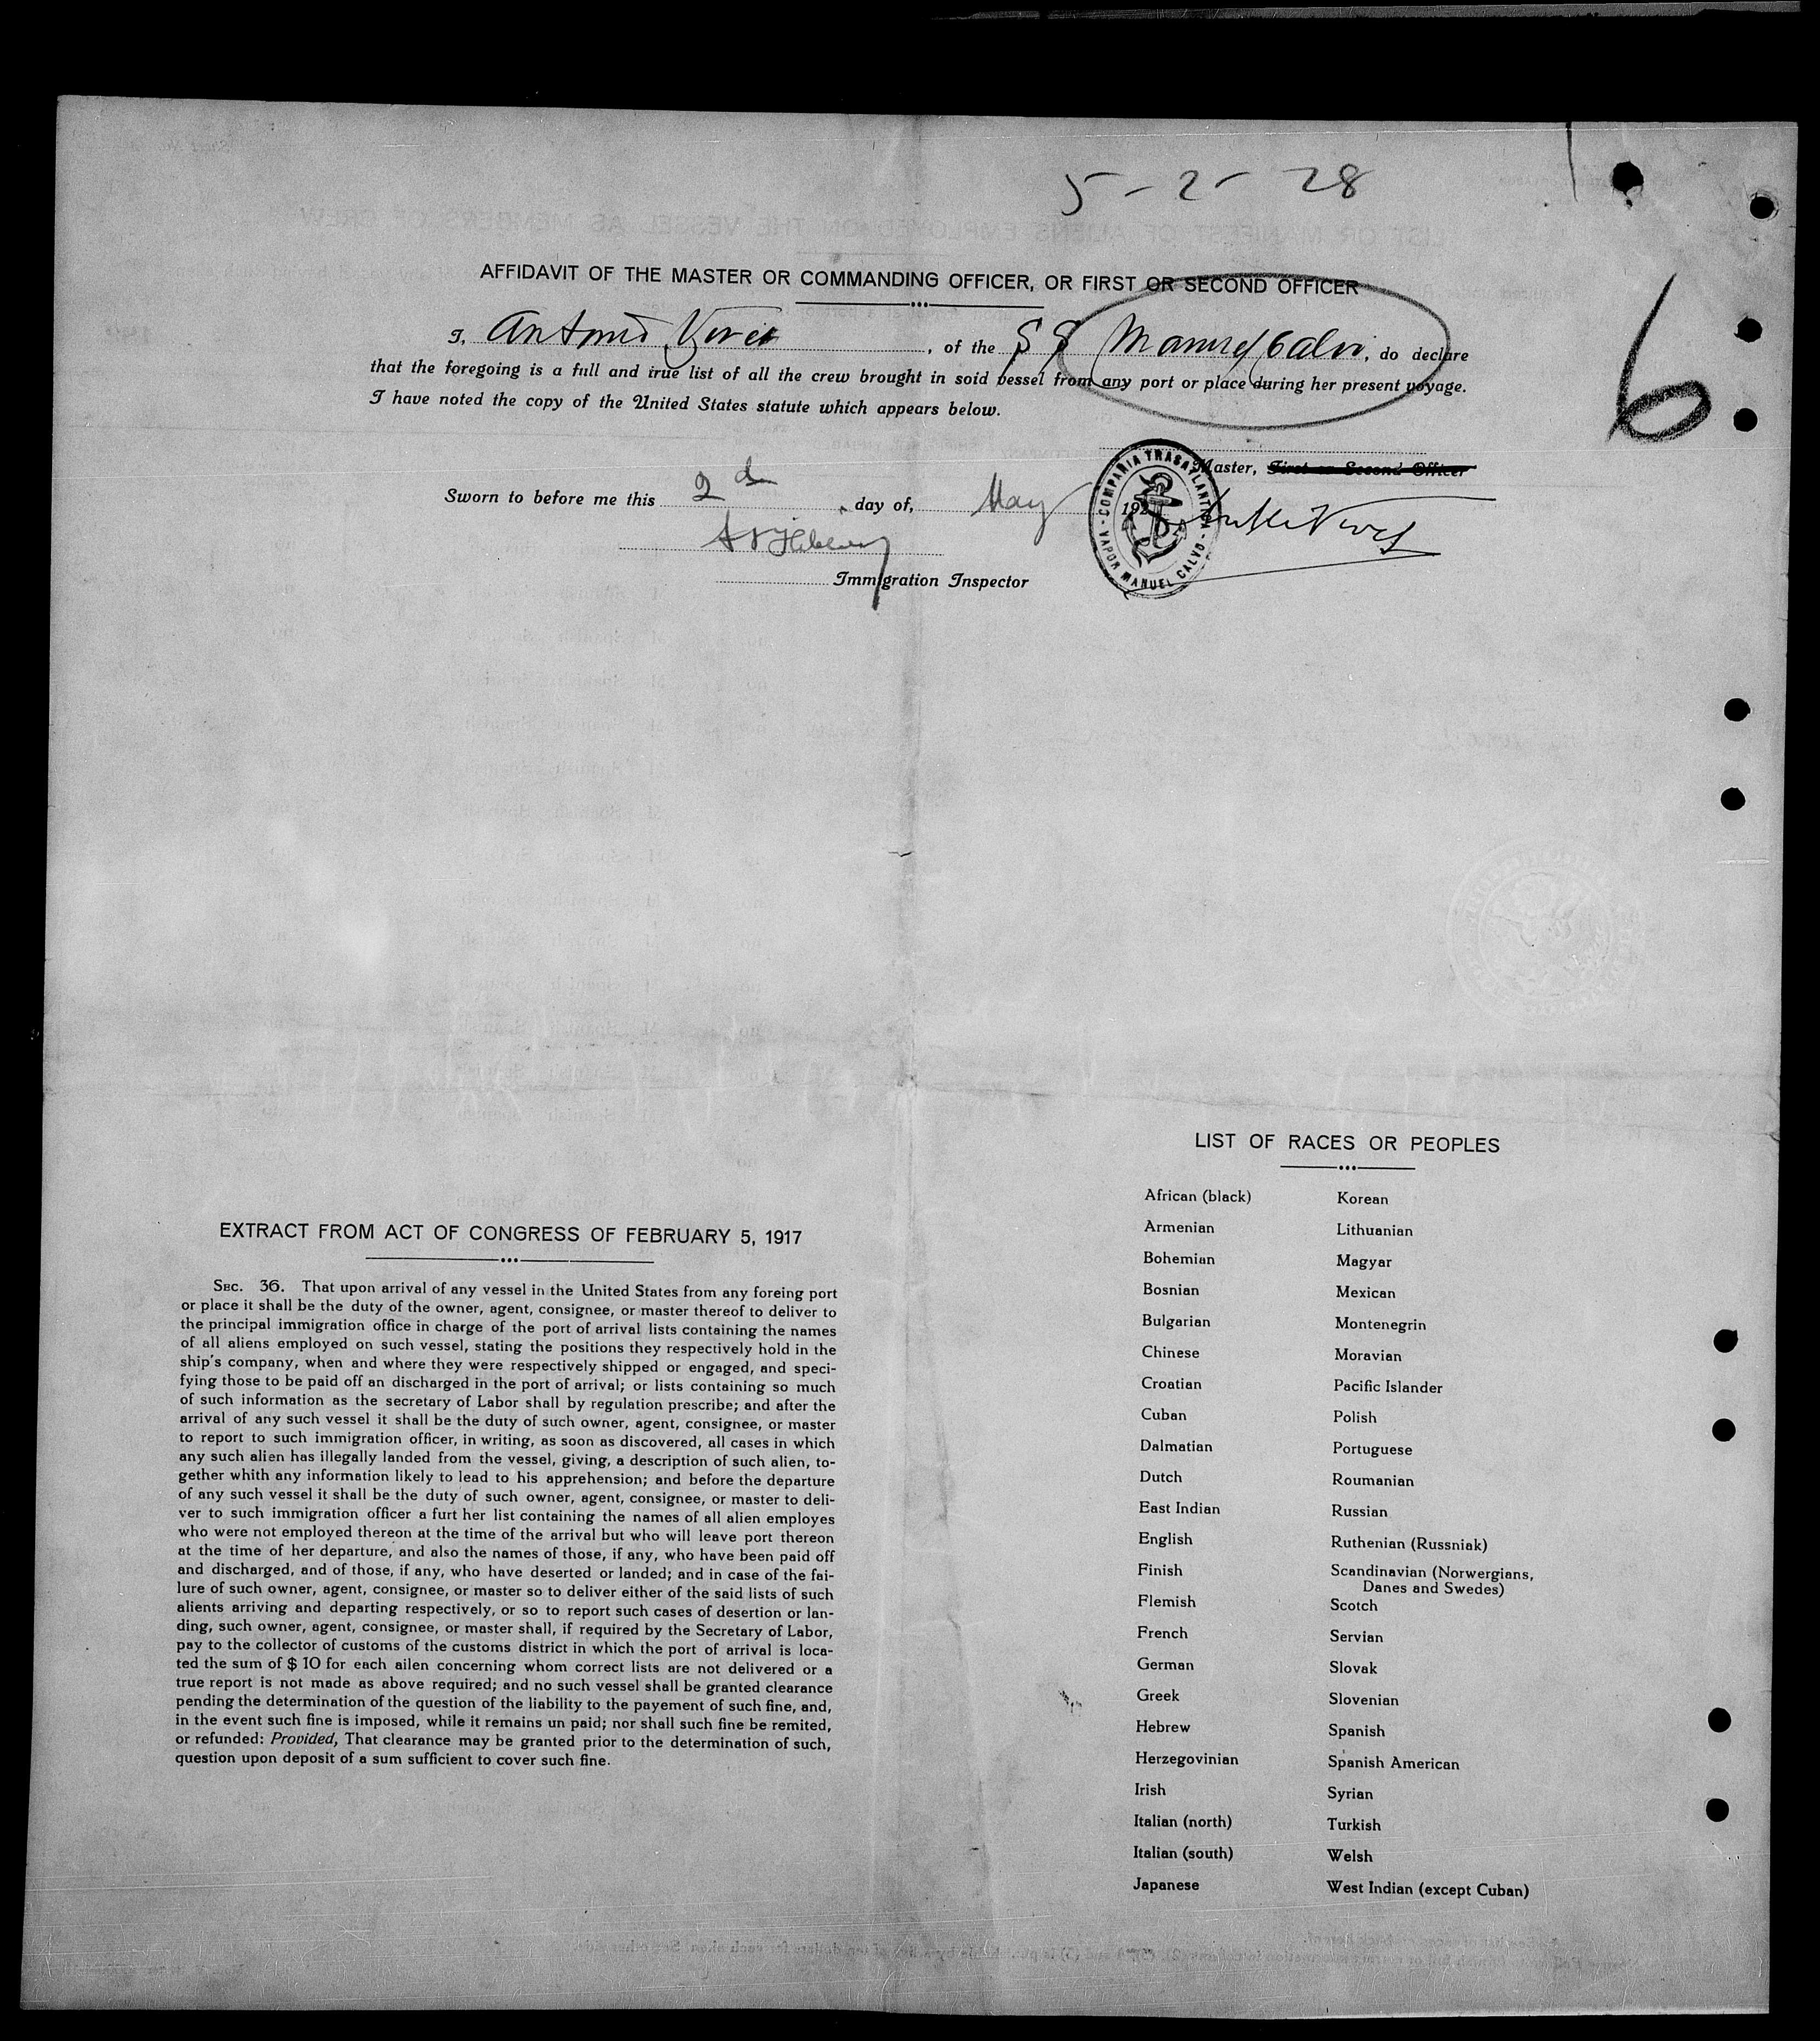 5-2-28
AFFIDAVIT OF THE MASTER OR COMMANDING OFFICER, OR FIRST OR SECOND OFFICER
I, Antonio, of the S S Manuel Calvo, do declare
that the foregoing is a full and true list of all the crew brought in soid vessel from any port or place during her present voyage.
I have noted the copy of the United States statute which appears below.
6
Master, First or Second Officer
COMPAÑIA TRASATLANTICA - VAPOR MANUEL CALVO -
Sworn to before me this 2d day of, May 192
Immigration Inspector
LIST OF RACES OR PEOPLES
African (black) Korean
Armenian Lithuanian
Bohemian Magyar
Bosnian Mexican
Bulgarian Montenegrin
Chinese Moravian
Croatian Pacific Islander
Cuban Polish
Dalmatian Portuguese
Dutch Roumanian
East Indian Russian
English Ruthenian (Russniak)
Finish Scandinavian (Norwergians,
Danes and Swedes)
Flemish Scotch
French Servian
German Slovak
Greek Slovenian
Hebrew Spanish
Herzegovinian Spanish American
Irish Syrian
Italian (north) Turkish
Italian (south) Welsh
Japanese West Indian (except Cuban)
EXTRACT FROM ACT OF CONGRESS OF FEBRUARY 5, 1917
SEC. 36. That upon arrival of any vessel in the United States from any foreing port
or place it shall be the duty of the owner, agent, consignee, or master thereof to deliver to
the principal immigration office in charge of the port of arrival lists containing the names
of all aliens employed on such vessel, stating the positions they respectively hold in the
ship's company, when and where they were respectively shipped or engaged, and speci-
fying those to be paid off an discharged in the port of arrival; or lists containing so much
of such information as the secretary of Labor shall by regulation prescribe; and after the
arrival of any such vessel it shall be the duty of such owner, agent, consignee, or master
to report to such immigration officer, in writing, as soon as discovered, all cases in which
any such alien has illegally landed from the vessel, giving, a description of such alien, to-
gether whith any information likely to lead to his apprehension; and before the departure
of any such vessel it shall be the duty of such owner, agent, consignee, or master to deli-
ver to such immigration officer a furt her list containing the names of all alien employes
who were not employed thereon at the time of the arrival but who will leave port thereon
at the time of her departure, and also the names of those, if any, who have been paid off
and discharged, and of those, if any, who have deserted or landed; and in case of the fai-
lure of such owner, agent, consignee, or master so to deliver either of the said lists of such
alients arriving and departing respectively, or so to report such cases of desertion or lan-
ding, such owner, agent, consignee, or master shall, if required by the Secretary of Labor,
pay to the collector of customs of the customs district in which the port of arrival is loca-
ted the sum of $ 10 for each ailen concerning whom correct lists are not delivered or a
true report is not made as above required; and no such vessel shall be granted clearance
pending the determination of the question of the liability to the payement of such fine, and,
in the event such fine is imposed, while it remains un paid; nor shall such fine be remited,
or refunded: Provided, That clearance may be granted prior to the determination of such,
question upon deposit of a sum sufficient to cover such fine.